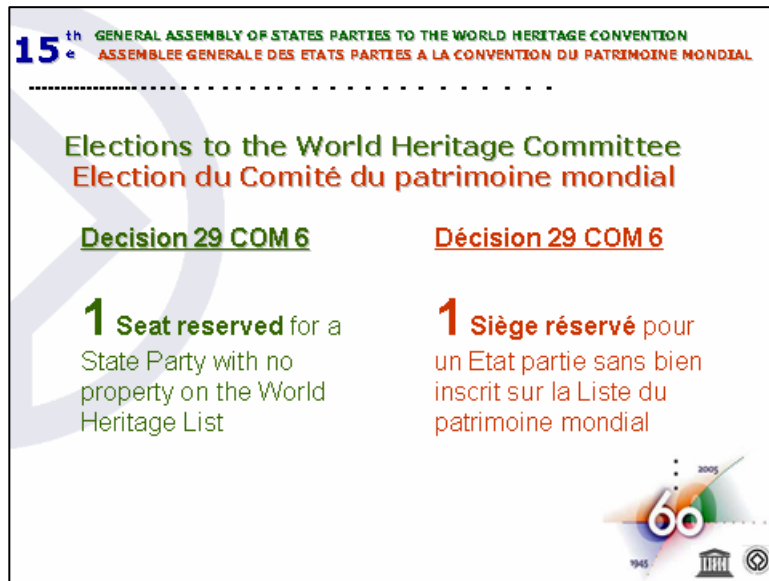 15th e GENERAL ASSEMBLY OF STATES PARTIES TO THE WORLD HERITAGE CONVENTION
ASSEMBLEE GENERALE DES ETATS PARTIES A LA CONVENTION DU PATRIMOINE MONDIAL
Elections to the World Heritage Committee
Election du Comité du patrimoine mondial
Decision 29 COM 6
1 Seat reserved for a
State Party with no
property on the World
Heritage List
Décision 29 COM 6
1 Siège réservé pour
un Etat partie sans bien
inscrit sur la Liste du
patrimoine mondial
2005
60
1945